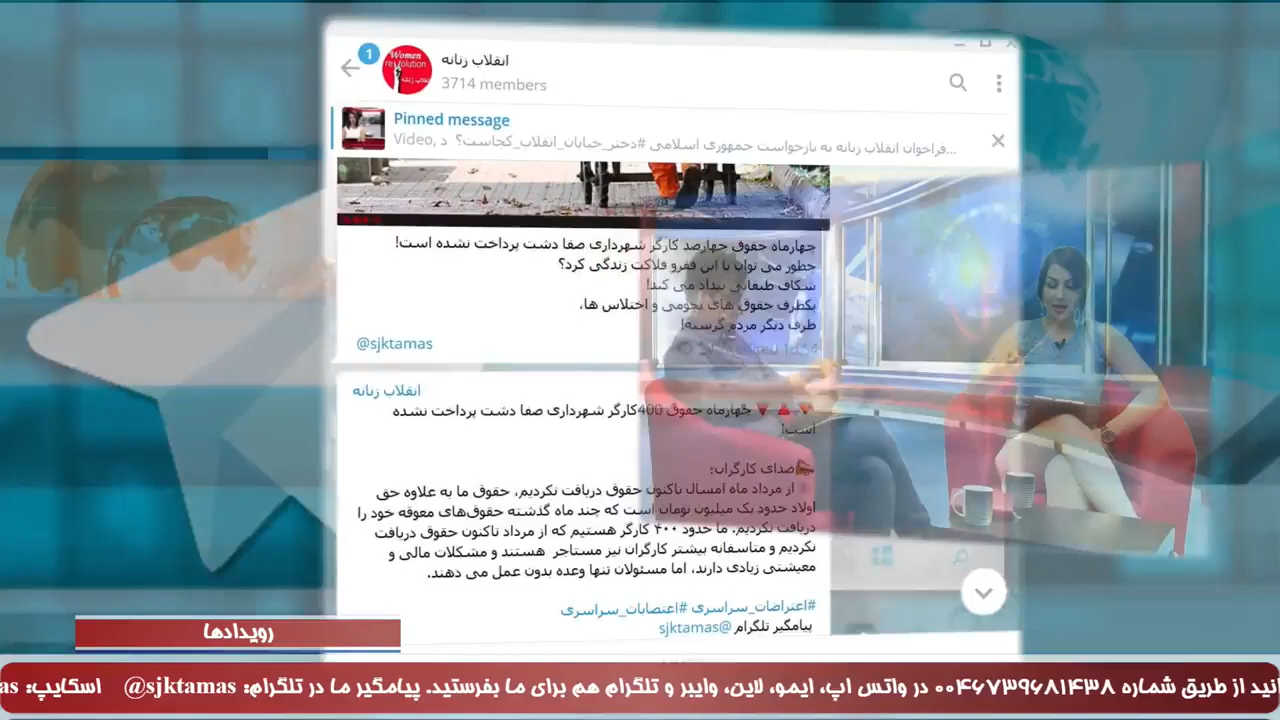 1
Women
انقلاب زنانه
3714 members
Pinned message
Video, فراخوان انقلاب زنانه به بازخواست جمهوری اسلامی #دختر_خیابان_انقلاب_کجاست؟ د...
چهارماه حقوق چهارصد کارگر شهرداری صفا دشت پرداخت نشده است!
چطور می توان با این فقرو فلاکت زندگی کرد؟
شکاف طبقاتی بیداد می کند!
یکطرف حقوق های نجومی و اختلاس ها،
طرف دیگر مردم گرسنه!
@sjktamas
انقلاب زنانه
🔻🔺🔻 چهارماه حقوق 400کارگر شهرداری صفا دشت پرداخت نشده
است!
صدای کارگران:
از مرداد ماه امسال تاکنون حقوق دریافت نکردیم، حقوق ما به علاوه حق
اولاد حدود یک میلیون تومان است که چند ماه گذشته حقوق‌های معوقه خود را
دریافت نکردیم. ما حدود ۴۰۰ کارگر هستیم که از مرداد تاکنون حقوق دریافت
نکردیم و متاسفانه بیشتر کارگران نیز مستاجر هستند و مشکلات مالی و
معیشتی زیادی دارند، اما مسئولان تنها وعده بدون عمل می دهند.
#اعتراضات_سراسری #اعتصابات_سراسری
پیامگیر تلگرام @sjktamas
رویدادها
انید از طریق شماره ۰۰۴۶۷۳۹۶۸۱۴۳۸ در واتس اپ، ایمو، لاین، وایبر و تلگرام هم برای ما بفرستید. پیامگیر ما در تلگرام: @sjktamas اسکایپ: